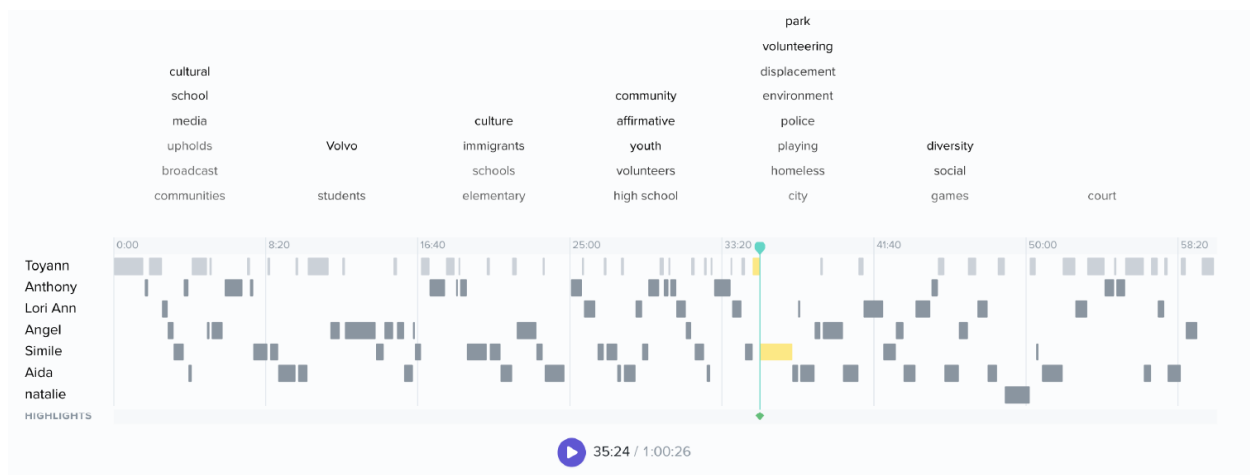 park
volunteering
cultural displacement
school community environment
media culture affirmative police
upholds Volvo immigrants youth playing diversity
broadcast schools volunteers homeless social
communities students elementary high school city games court
0:00 8:20 16:40 25:00 33:20 41:40 50:00 58:20
Toyann
Anthony
Lori Ann
Angel
Simile
Aida
natalie
HIGHLIGHTS
35:24 / 1:00:26